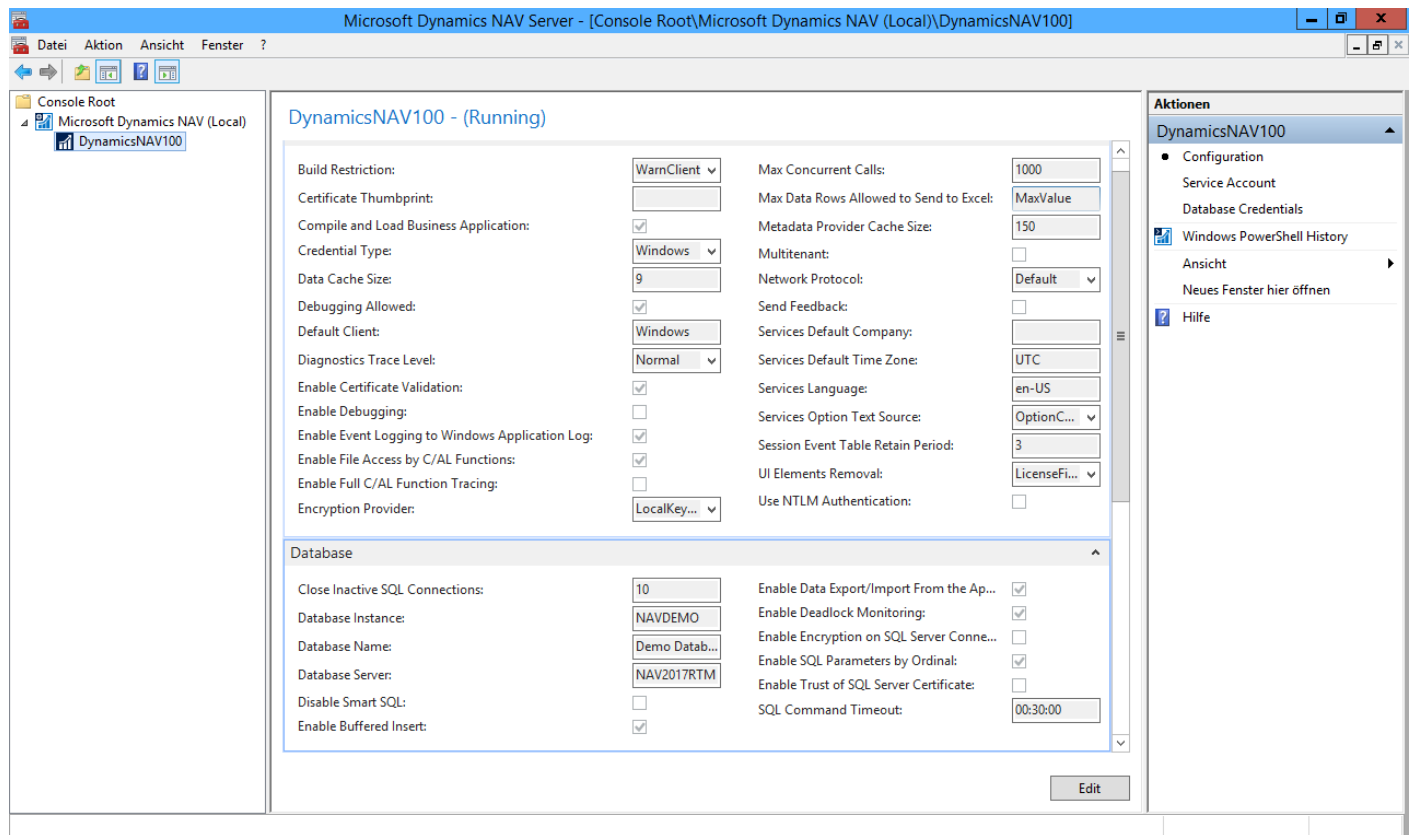 Microsoft Dynamics NAV Server - [Console Root\Microsoft Dynamics NAV (Local)\DynamicsNAV100]
Datei Aktion Ansicht Fenster ?
Console Root
Microsoft Dynamics NAV (Local)
DynamicsNAV100
DynamicsNAV100 - (Running)
Build Restriction: WarnClient
Certificate Thumbprint:
Compile and Load Business Application:
Credential Type: Windows
Data Cache Size: 9
Debugging Allowed:
Default Client: Windows
Diagnostics Trace Level: Normal
Enable Certificate Validation:
Enable Debugging:
Enable Event Logging to Windows Application Log:
Enable File Access by C/AL Functions:
Enable Full C/AL Function Tracing:
Encryption Provider: LocalKey...
Max Concurrent Calls: 1000
Max Data Rows Allowed to Send to Excel: MaxValue
Metadata Provider Cache Size: 150
Multitenant:
Network Protocol: Default
Send Feedback:
Services Default Company:
Services Default Time Zone: UTC
Services Language: en-US
Services Option Text Source: OptionC...
Session Event Table Retain Period: 3
UI Elements Removal: LicenseFi...
Use NTLM Authentication:
Database
Close Inactive SQL Connections: 10
Database Instance: NAVDEMO
Database Name: Demo Datab...
Database Server: NAV2017RTM
Disable Smart SQL:
Enable Buffered Insert:
Enable Data Export/Import From the Ap...
Enable Deadlock Monitoring:
Enable Encryption on SQL Server Conne...
Enable SQL Parameters by Ordinal:
Enable Trust of SQL Server Certificate:
SQL Command Timeout: 00:30:00
Edit
Aktionen
DynamicsNAV100
Configuration
Service Account
Database Credentials
Windows PowerShell History
Ansicht
Neues Fenster hier öffnen
Hilfe